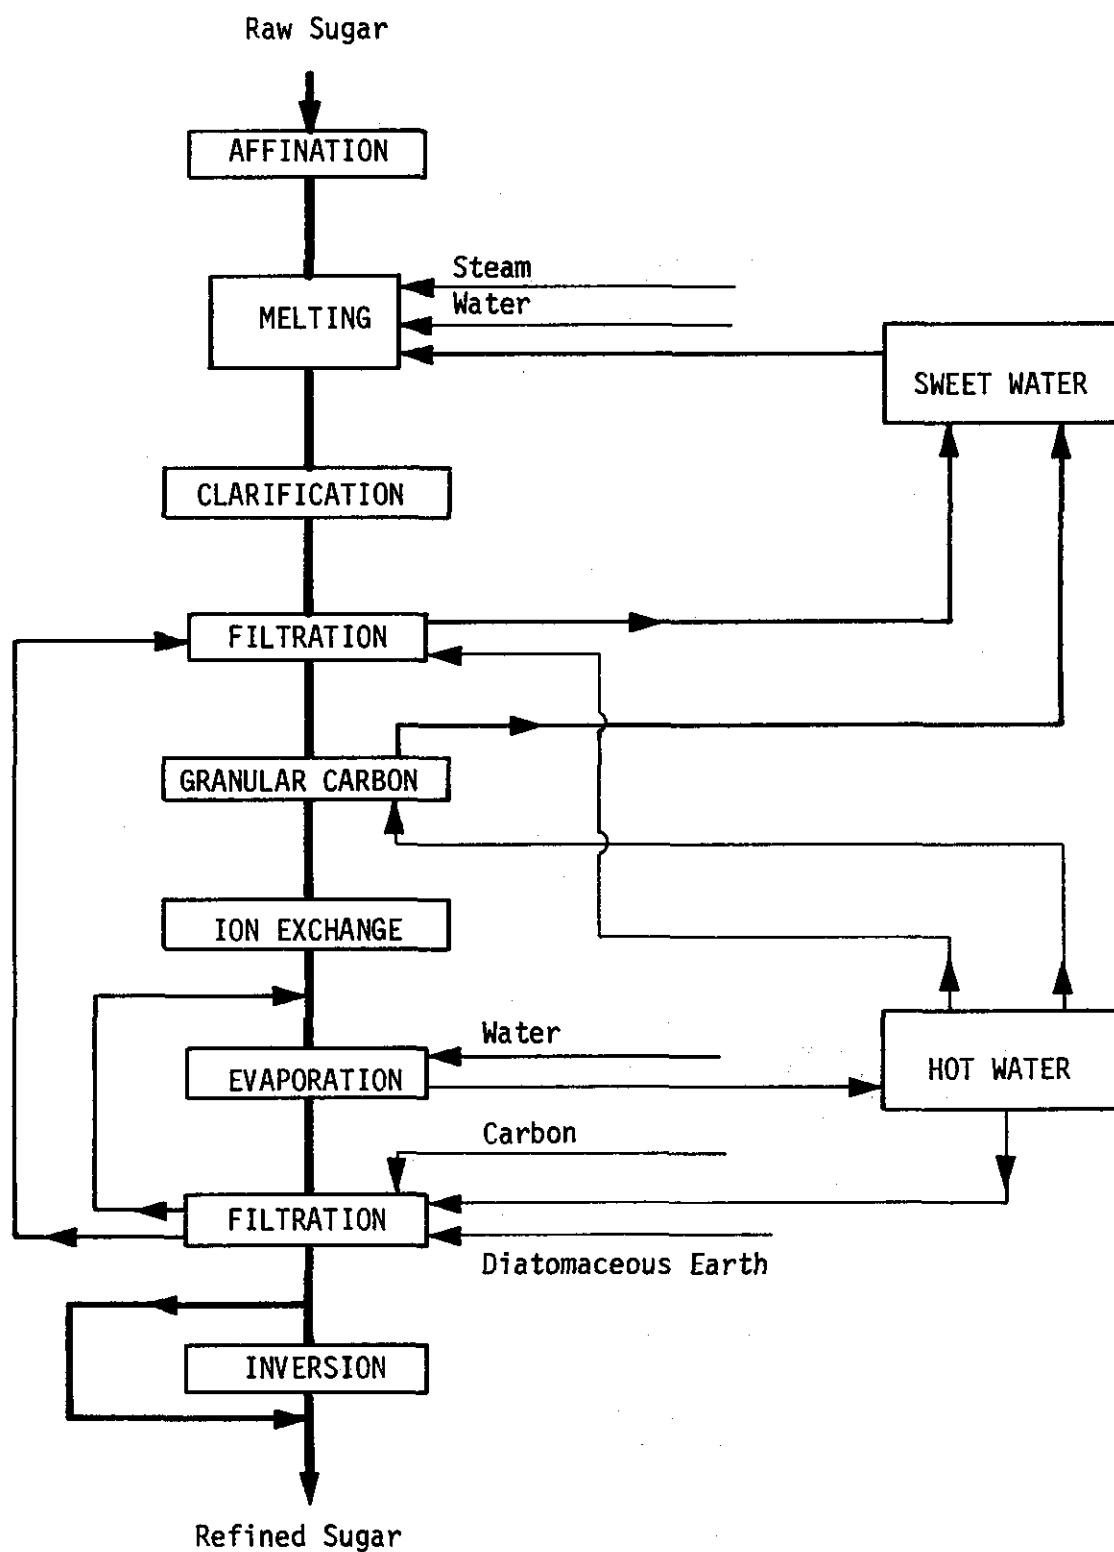 Raw Sugar
AFFINATION
Steam
MELTING
Water
SWEET WATER
CLARIFICATION
FILTRATION
GRANULAR CARBON
ION EXCHANGE
Water
EVAPORATION
HOT WATER
Carbon
FILTRATION
Diatomaceous Earth
INVERSION
Refined Sugar